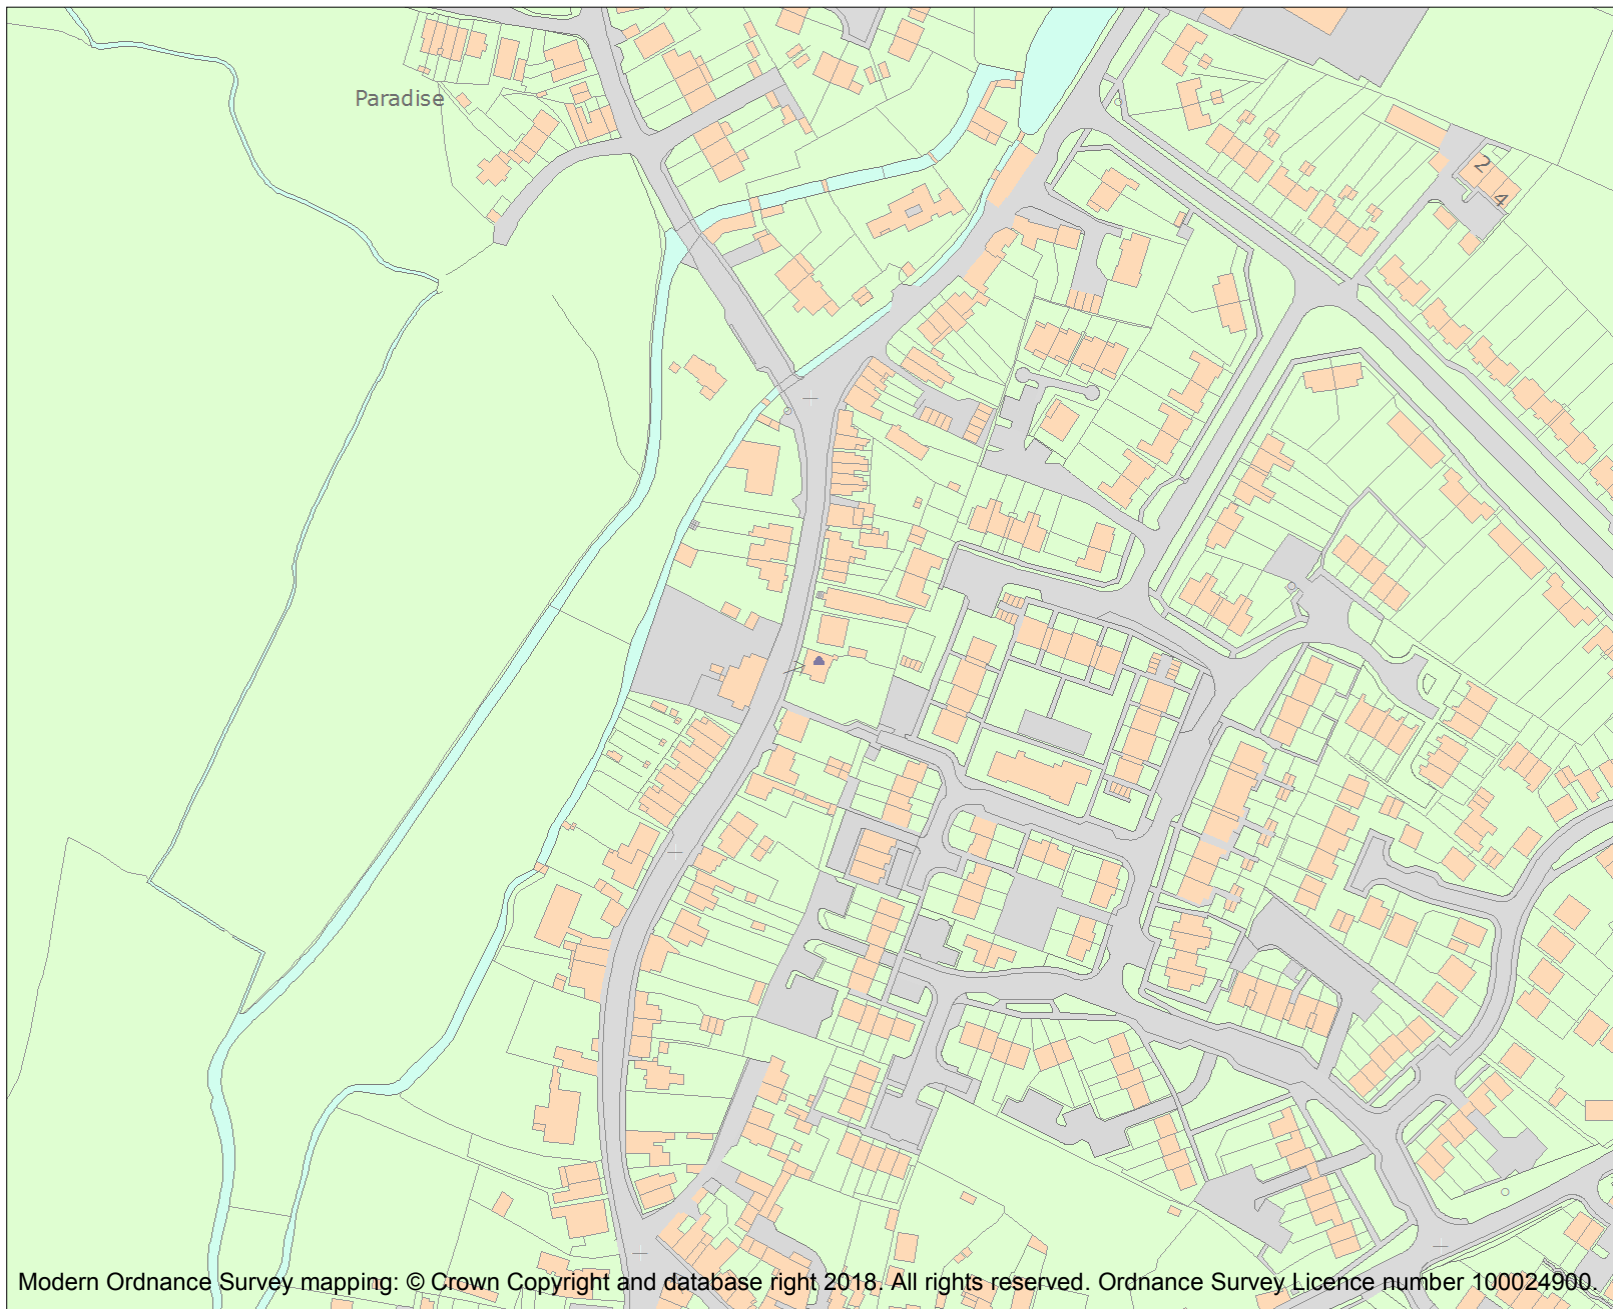 Paradise
2
4
Modern Ordnance Survey mapping: © Crown Copyright and database right 2018. All rights reserved. Ordnance Survey Licence number 100024900.